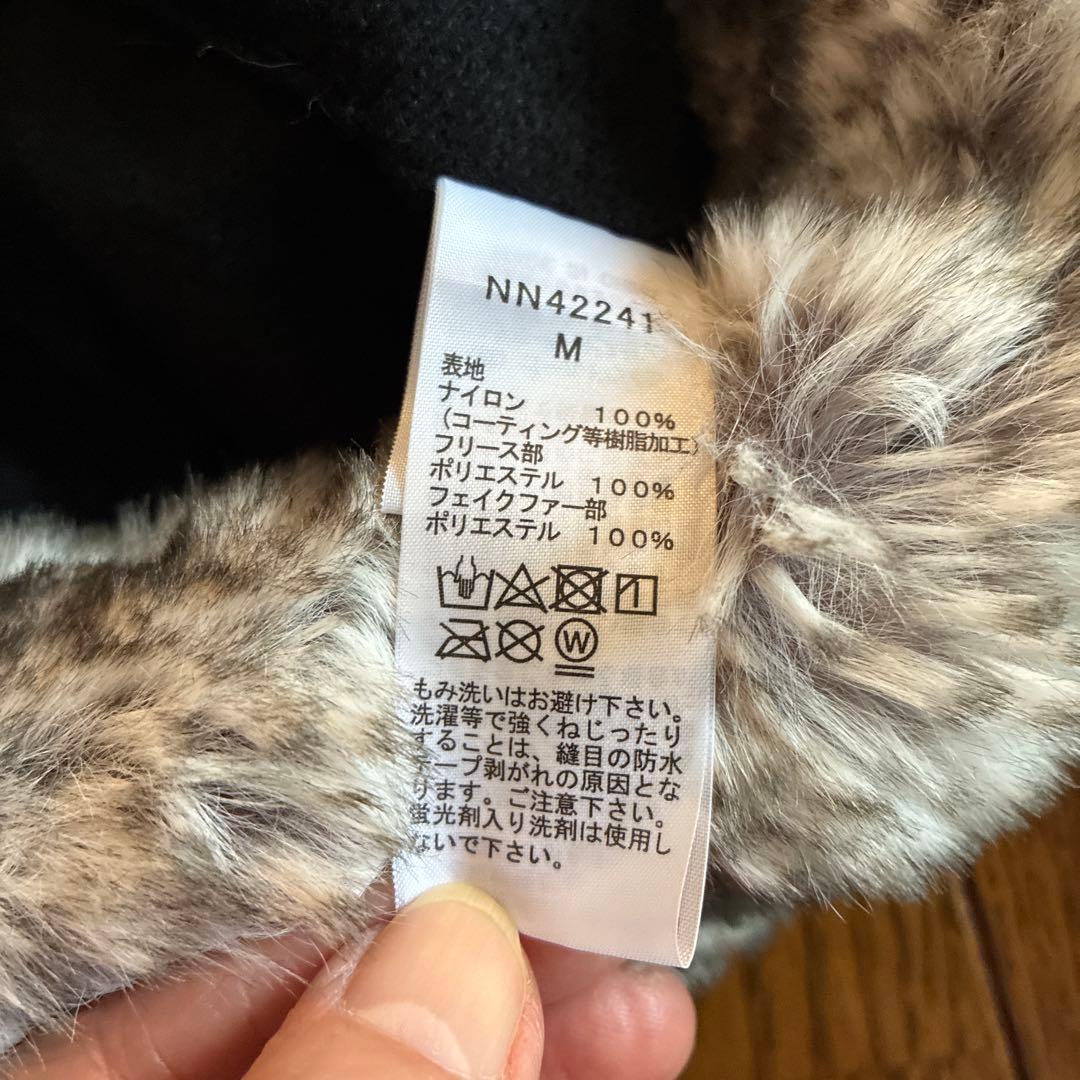 NN42241
M
表地
ナイロン 100%
(コーティング等樹脂加工)
フリース部
ポリエステル 100%
フェイクファー部
ポリエステル 100%
W
もみ洗いはお避け下さい。
洗濯等で強くねじったり
することは、縫目の防水
テープ剥がれの原因とな
ります。ご注意下さい。
蛍光剤入り洗剤は使用し
ないで下さい。